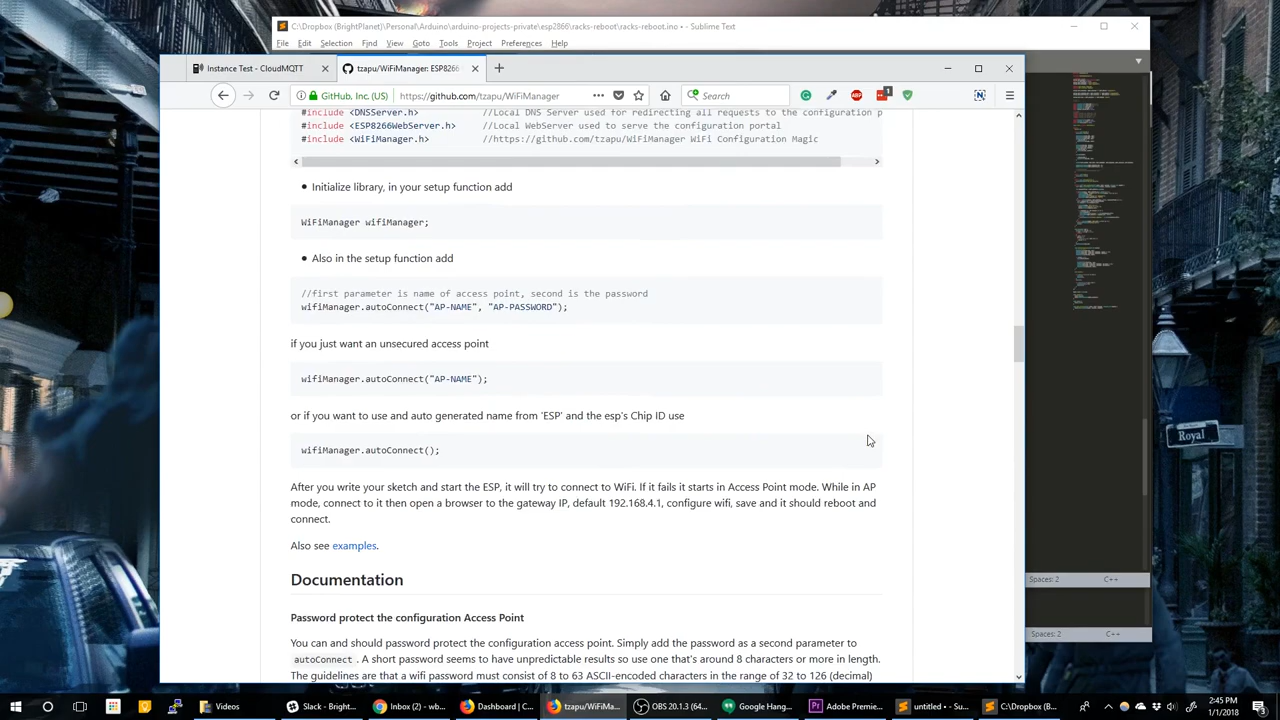 C:\Dropbox (BrightPlanet)\Personal\Arduino\arduino-projects-private\esp2866\racks-reboot\racks-reboot.ino • - Sublime Text
File Edit Selection Find View Goto Tools Project Preferences Help
Instance Test - CloudMQTT
tzapu/WiFiManager: ESP8266
GitHub, Inc.
https://github.com/tzapu/WiFiManager
Search
1
#include <DNSServer.h> //Local DNS Server used for redirecting all requests to the configuration p
#include <ESP8266WebServer.h> //Local WebServer used to serve the configuration portal
#include <WiFiManager.h> //https://github.com/tzapu/WiFiManager WiFi Configuration Magic
• Initialize library, in your setup function add
WiFiManager wifiManager;
• Also in the setup function add
//first parameter is name of access point, second is the password
wifiManager.autoConnect("AP-NAME", "AP-PASSWORD");
if you just want an unsecured access point
wifiManager.autoConnect("AP-NAME");
or if you want to use and auto generated name from 'ESP' and the esp's Chip ID use
wifiManager.autoConnect();
After you write your sketch and start the ESP, it will try to connect to WiFi. If it fails it starts in Access Point mode. While in AP
mode, connect to it then open a browser to the gateway IP, default 192.168.4.1, configure wifi, save and it should reboot and
connect.
Also see examples.
Documentation
Password protect the configuration Access Point
You can and should password protect the configuration access point. Simply add the password as a second parameter to
autoConnect . A short password seems to have unpredictable results so use one that's around 8 characters or more in length.
The guidelines are that a wifi password must consist of 8 to 63 ASCII-encoded characters in the range of 32 to 126 (decimal)
Royal
Spaces: 2 C++
Spaces: 2 C++
Videos
Slack - Bright...
Inbox (2) - wb...
Dashboard | C...
tzapu/WiFiMa...
OBS 20.1.3 (64...
Google Hang...
Adobe Premie...
untitled • - Su...
C:\Dropbox (...
2:45 PM
1/1/2018